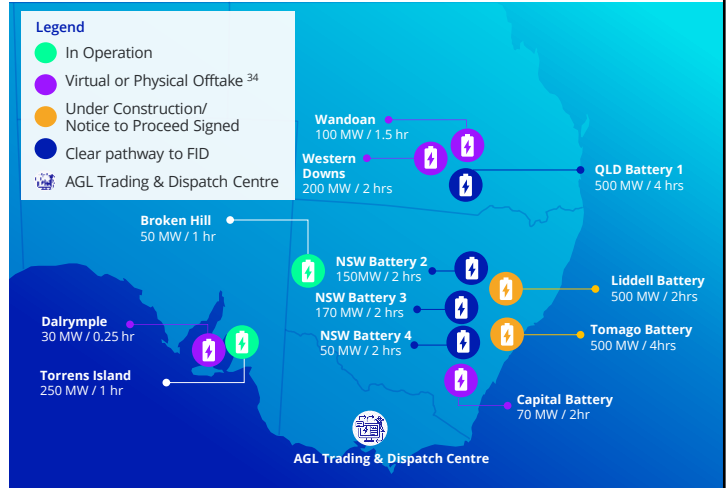 Legend
In Operation
Virtual or Physical Offtake 34
Under Construction/
Notice to Proceed Signed
Clear pathway to FID
AGL Trading & Dispatch Centre
Wandoan
100 MW / 1.5 hr
Western
Downs
200 MW / 2 hrs
QLD Battery 1
500 MW / 4 hrs
Broken Hill
50 MW / 1 hr
NSW Battery 2
150MW / 2 hrs
Liddell Battery
500 MW / 2hrs
NSW Battery 3
170 MW / 2 hrs
Dalrymple
30 MW / 0.25 hr
NSW Battery 4
50 MW / 2 hrs
Tomago Battery
500 MW / 4hrs
Torrens Island
250 MW / 1 hr
Capital Battery
70 MW / 2hr
AGL Trading & Dispatch Centre